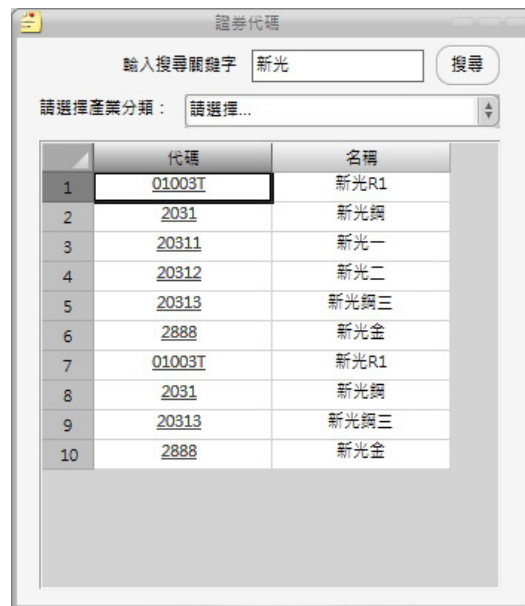 證券代碼
輸入搜尋關鍵字 新光 搜尋
請選擇產業分類： 請選擇...
代碼 名稱
1 01003T 新光R1
2 2031 新光鋼
3 20311 新光一
4 20312 新光二
5 20313 新光鋼三
6 2888 新光金
7 01003T 新光R1
8 2031 新光鋼
9 20313 新光鋼三
10 2888 新光金